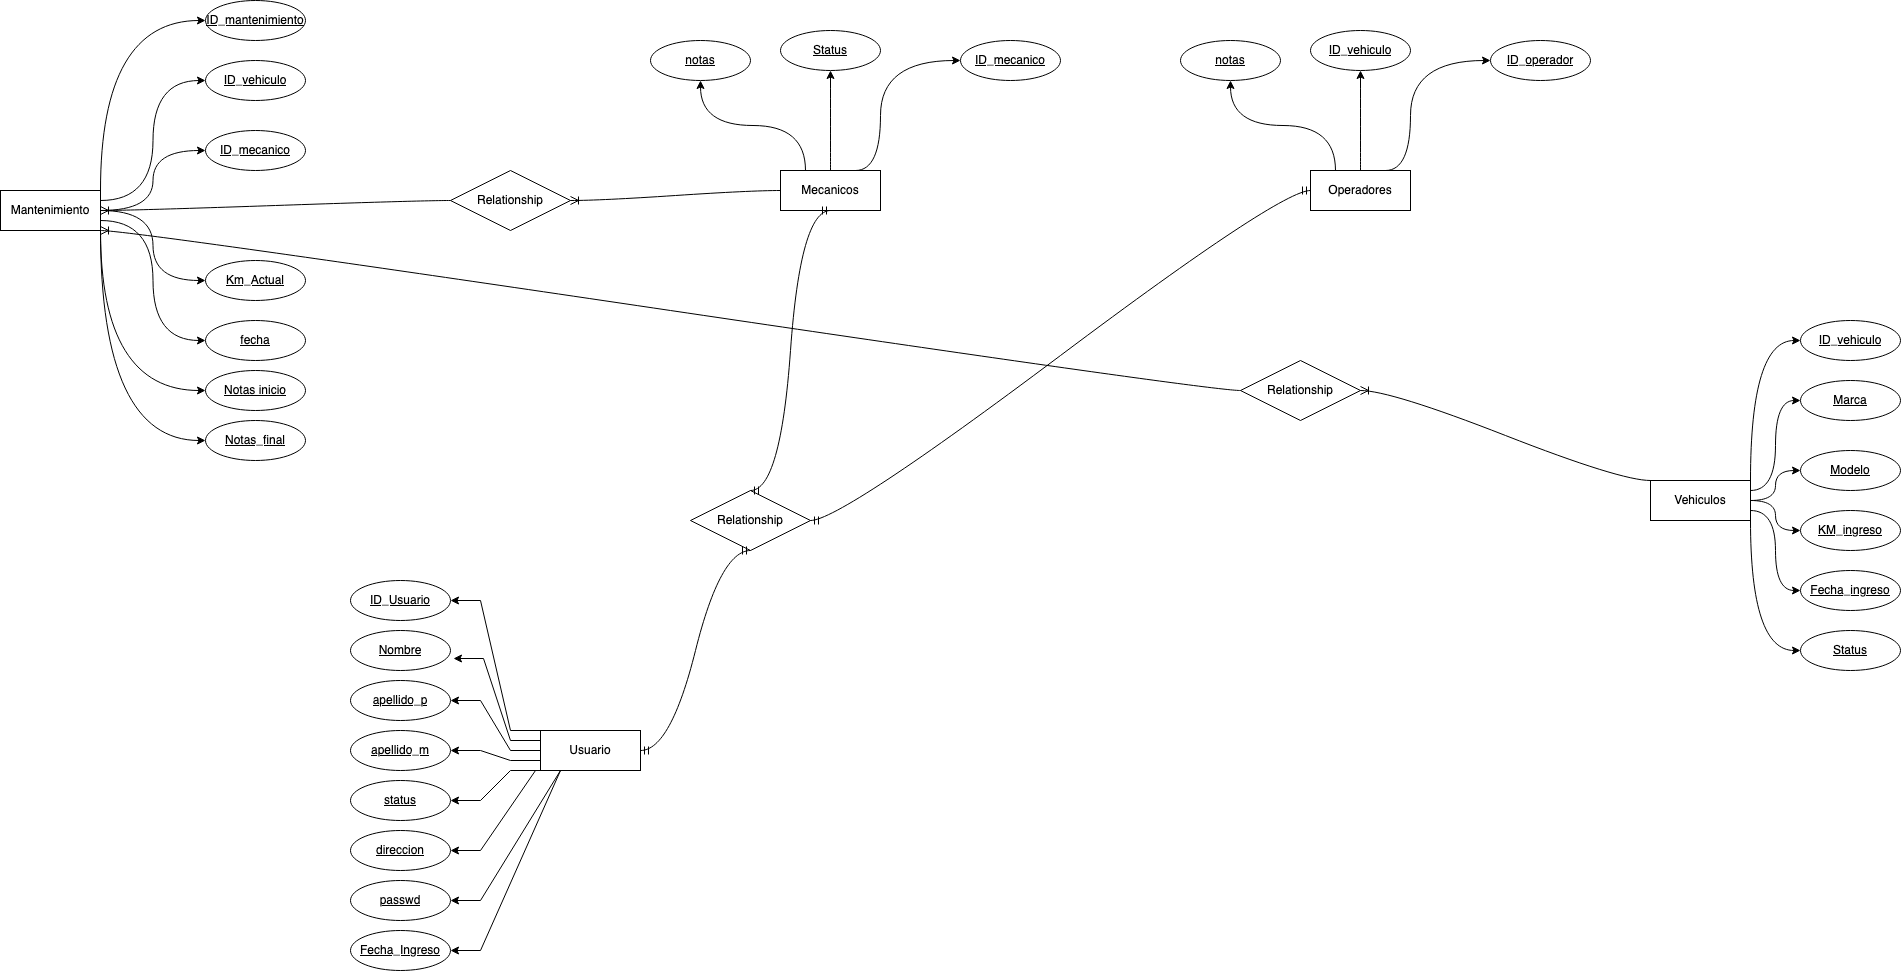 ID_mantenimiento
ID_vehiculo
ID_mecanico
Mantenimiento
Km_Actual
fecha
Notas inicio
Notas_final
Relationship
notas
Status
ID_mecanico
Mecanicos
notas
ID_vehiculo
ID_operador
Operadores
Relationship
ID_vehiculo
Marca
Modelo
KM_ingreso
Fecha_ingreso
Status
Vehiculos
Relationship
ID_Usuario
Nombre
apellido_p
apellido_m
status
direccion
passwd
Fecha_Ingreso
Usuario